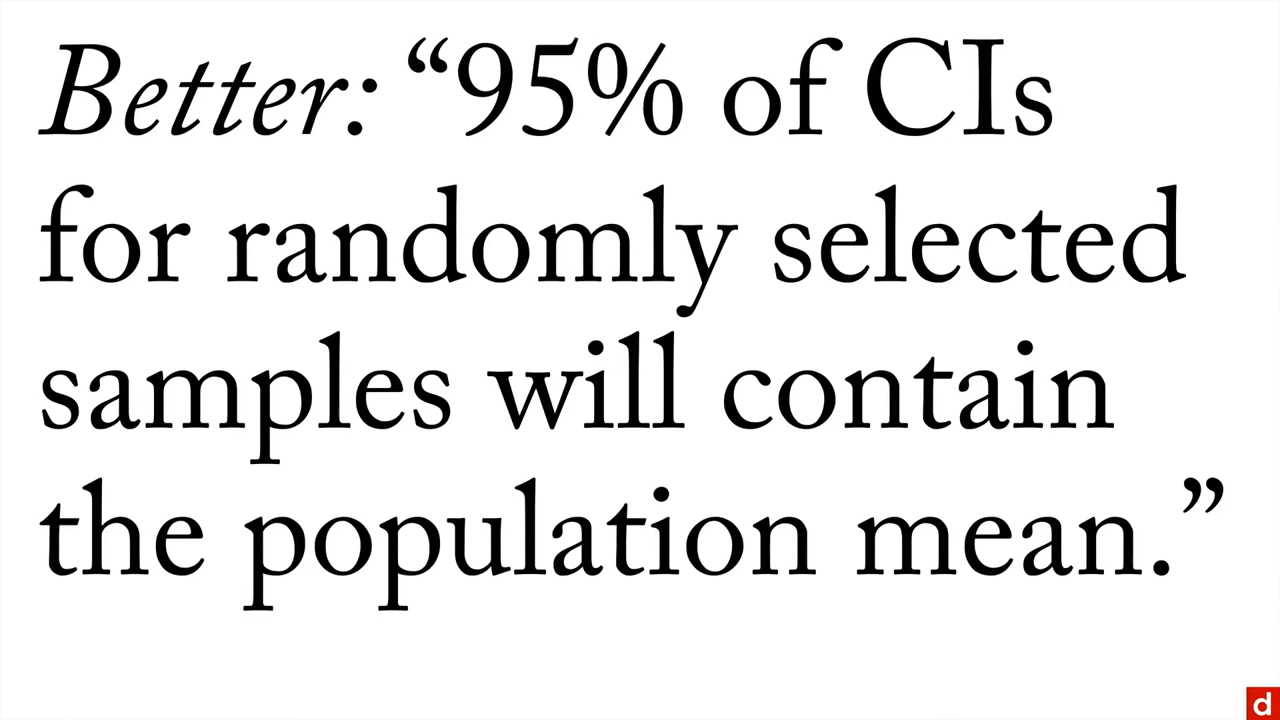 Better: “95% of CIs
for randomly selected
samples will contain
the population mean.”
d